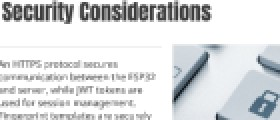 Security Considerations
An HTTPS protocol secures
communication between the ESP32
and server, while JWT tokens are
used for session management.
Fingerprint templates are securely